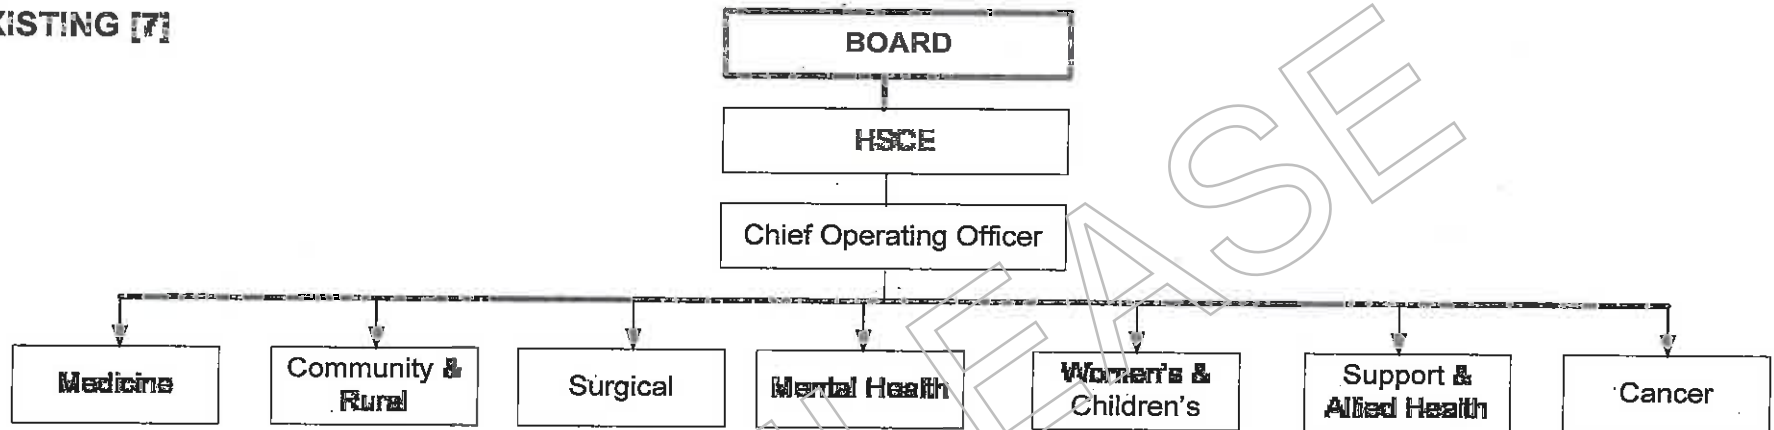 XISTING [7]
BOARD
HSCE
Chief Operating Officer
Medicine
Community &
Rural
Surgical
Mental Health
Women's &
Children's
Support &
Allied Health
Cancer
LEASE